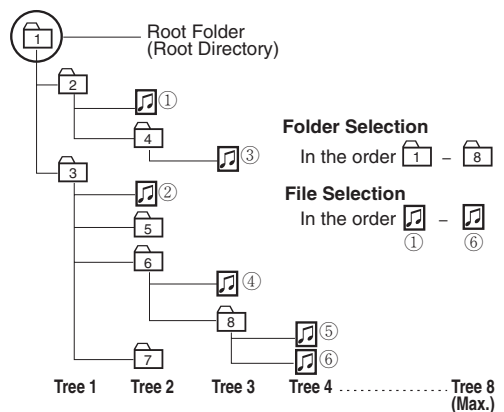 1
Root Folder
(Root Directory)
2
①
4
③
3
②
5
6
④
8
⑤
⑥
7
Folder Selection
In the order 1 – 8
File Selection
In the order –
① ⑥
Tree 1 Tree 2 Tree 3 Tree 4 .................. Tree 8
(Max.)